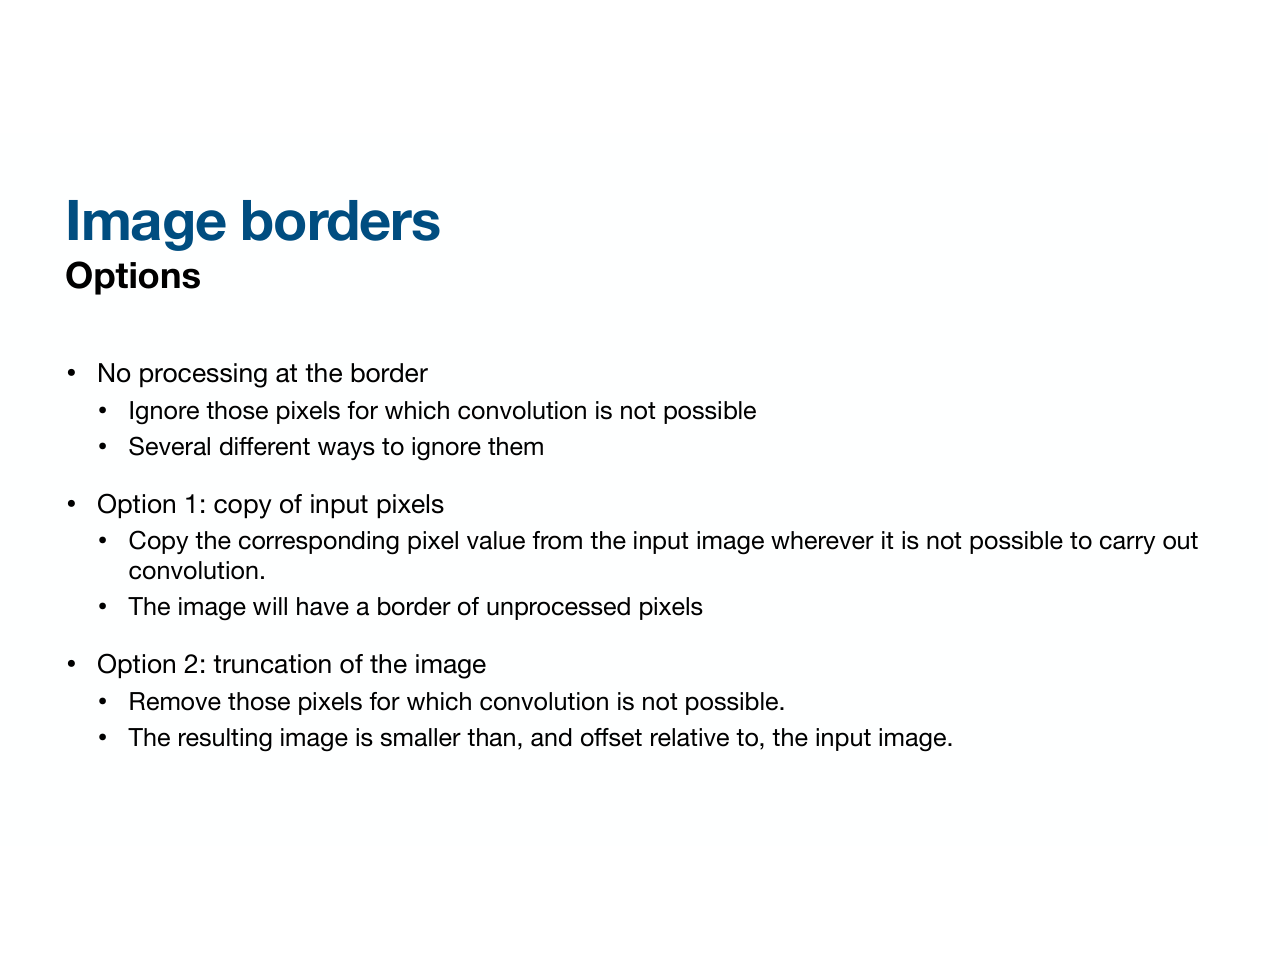 Image borders
Options
• No processing at the border
• Ignore those pixels for which convolution is not possible
• Several different ways to ignore them
• Option 1: copy of input pixels
• Copy the corresponding pixel value from the input image wherever it is not possible to carry out
convolution.
• The image will have a border of unprocessed pixels
• Option 2: truncation of the image
• Remove those pixels for which convolution is not possible.
• The resulting image is smaller than, and offset relative to, the input image.